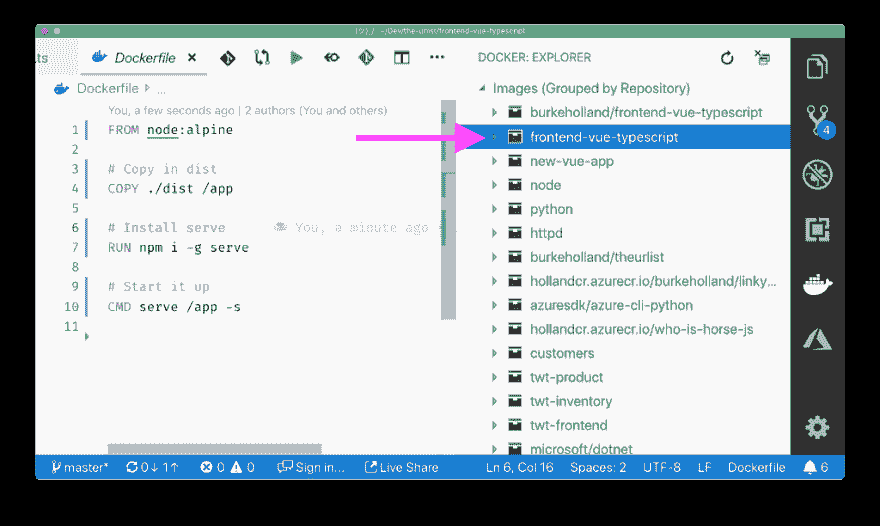 ~/Dev/the-urlist/frontend-vue-typescript
ts
Dockerfile
Dockerfile ...
You, a few seconds ago | 2 authors (You and others)
1 FROM node:alpine
2
3 # Copy in dist
4 COPY ./dist /app
5
6 # Install serve You, a minute ago
7 RUN npm i -g serve
8
9 # Start it up
10 CMD serve /app -s
11
DOCKER: EXPLORER
Images (Grouped by Repository)
burkeholland/frontend-vue-typescript
frontend-vue-typescript
new-vue-app
node
python
httpd
burkeholland/theurlist
hollandcr.azurecr.io/burkeholland/linky...
azuresdk/azure-cli-python
hollandcr.azurecr.io/who-is-horse-js
customers
twt-product
twt-inventory
twt-frontend
microsoft/dotnet
4
master* 0↓ 1↑ 0 0 Sign in... Live Share Ln 6, Col 16 Spaces: 2 UTF-8 LF Dockerfile 6